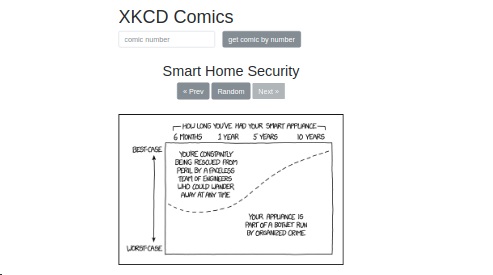 XKCD Comics
comic number
get comic by number
Smart Home Security
« Prev
Random
Next »
HOW LONG YOU'VE HAD YOUR SMART APPLIANCE
6 MONTHS 1 YEAR 5 YEARS 10 YEARS
BEST-CASE
YOU'RE CONSTANTLY
BEING RESCUED FROM
PERIL BY A FACELESS
TEAM OF ENGINEERS
WHO COULD WANDER
AWAY AT ANY TIME
YOUR APPLIANCE IS
PART OF A BOTNET RUN
BY ORGANIZED CRIME
WORST-CASE